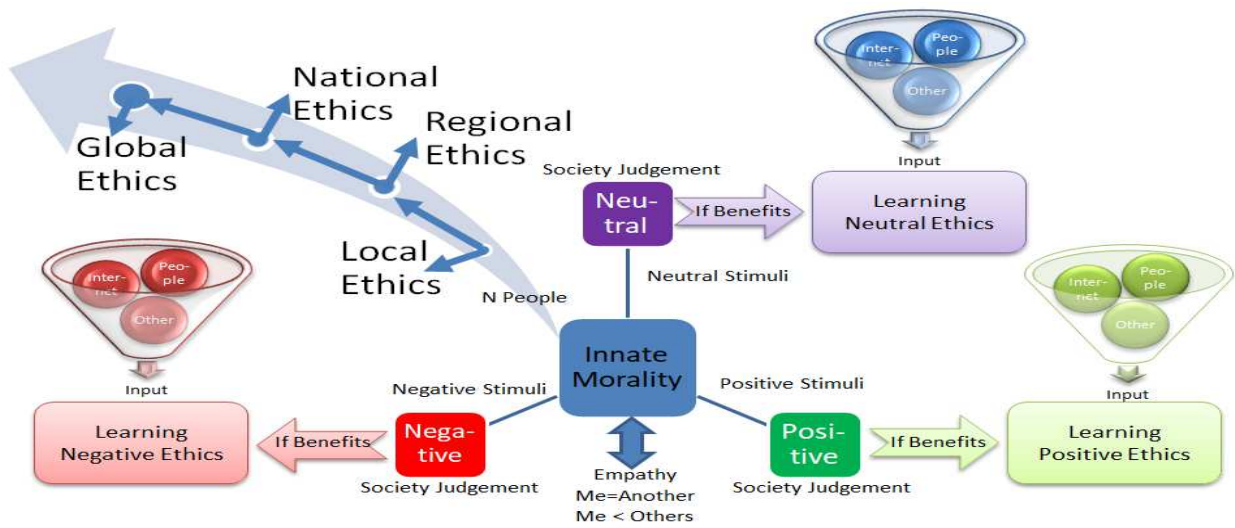 Inter-
net
Peo-
ple
Other
Input
National
Ethics
Regional
Ethics
Global
Ethics
Local
Ethics
N People
Society Judgement
Neu-
tral
If Benefits
Learning
Neutral Ethics
Neutral Stimuli
Inter-
net
Peo-
ple
Other
Input
Learning
Negative Ethics
If Benefits
Nega-
tive
Society Judgement
Negative Stimuli
Innate
Morality
Empathy
Me=Another
Me < Others
Positive Stimuli
Posi-
tive
Society Judgement
If Benefits
Inter-
net
Peo-
ple
Other
Input
Learning
Positive Ethics